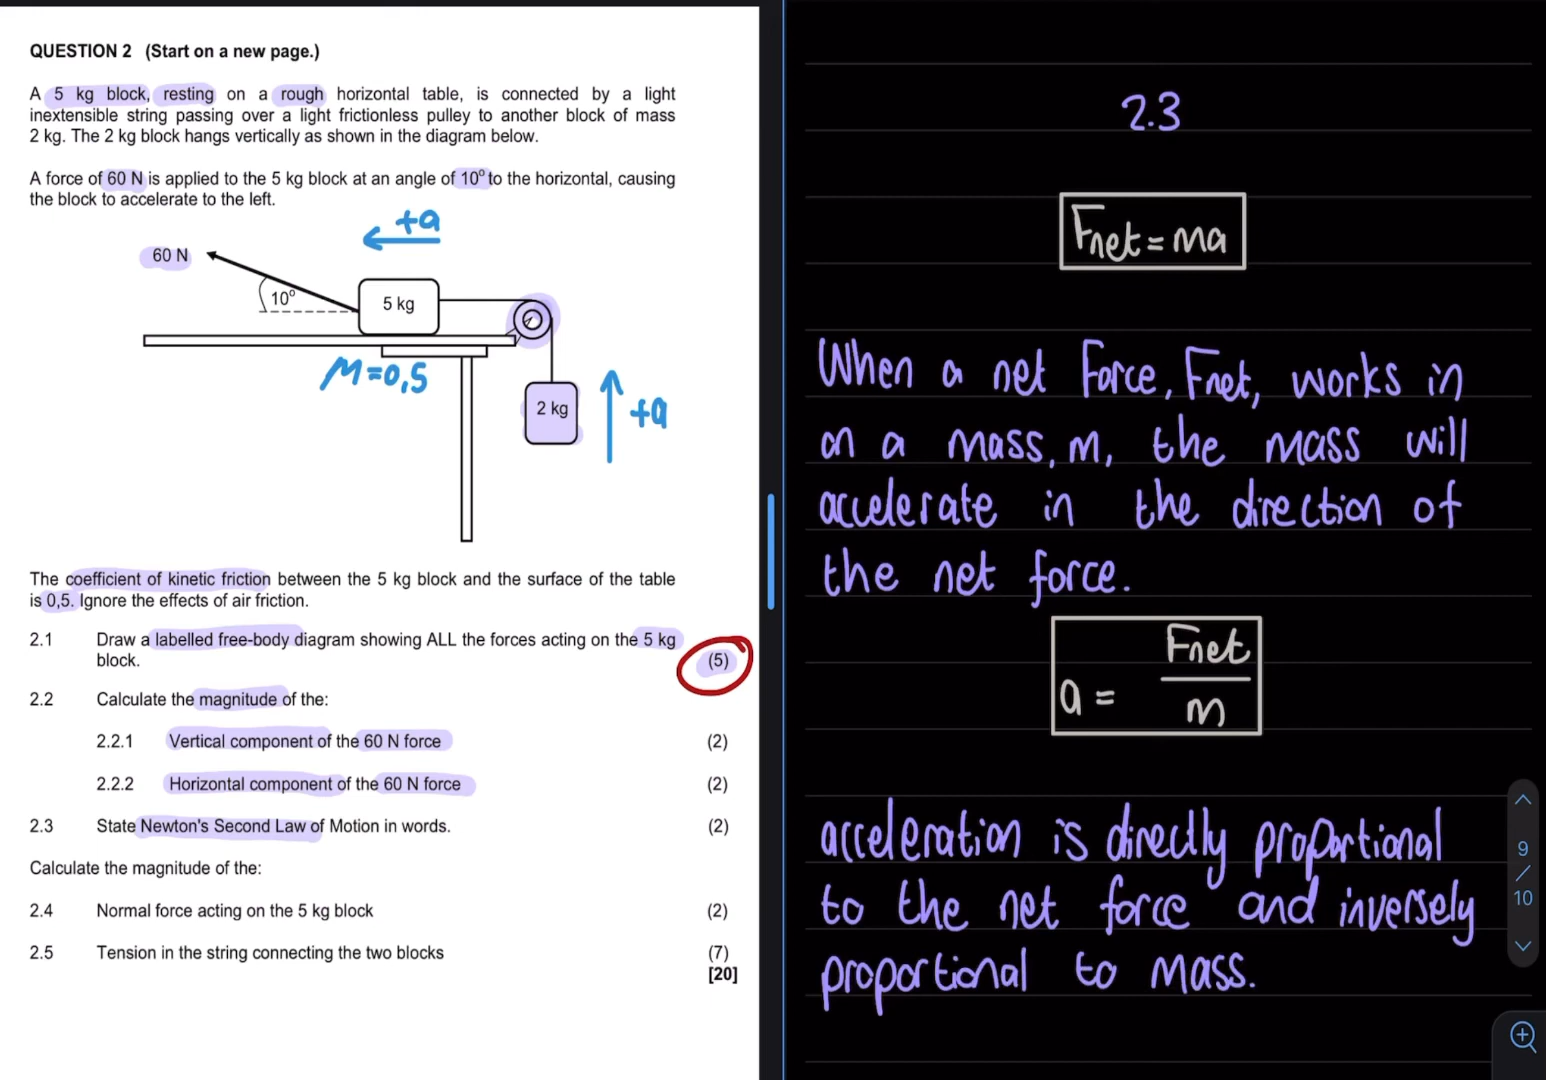 QUESTION 2 (Start on a new page.)
A 5 kg block, resting on a rough horizontal table, is connected by a light
inextensible string passing over a light frictionless pulley to another block of mass
2 kg. The 2 kg block hangs vertically as shown in the diagram below.
A force of 60 N is applied to the 5 kg block at an angle of 10° to the horizontal, causing
the block to accelerate to the left.
+a
60 N
10°
5 kg
M=0,5
2 kg
+a
The coefficient of kinetic friction between the 5 kg block and the surface of the table
is 0,5. Ignore the effects of air friction.
2.1 Draw a labelled free-body diagram showing ALL the forces acting on the 5 kg
block. (5)
2.2 Calculate the magnitude of the:
2.2.1 Vertical component of the 60 N force (2)
2.2.2 Horizontal component of the 60 N force (2)
2.3 State Newton's Second Law of Motion in words. (2)
Calculate the magnitude of the:
2.4 Normal force acting on the 5 kg block (2)
2.5 Tension in the string connecting the two blocks (7)
[20]
2.3
Fnet = ma
When a net Force, Fnet, works in
on a mass, m, the mass will
accelerate in the direction of
the net force.
a = Fnet
m
acceleration is directly proportional
to the net force and inversely
proportional to mass.
9
/
10